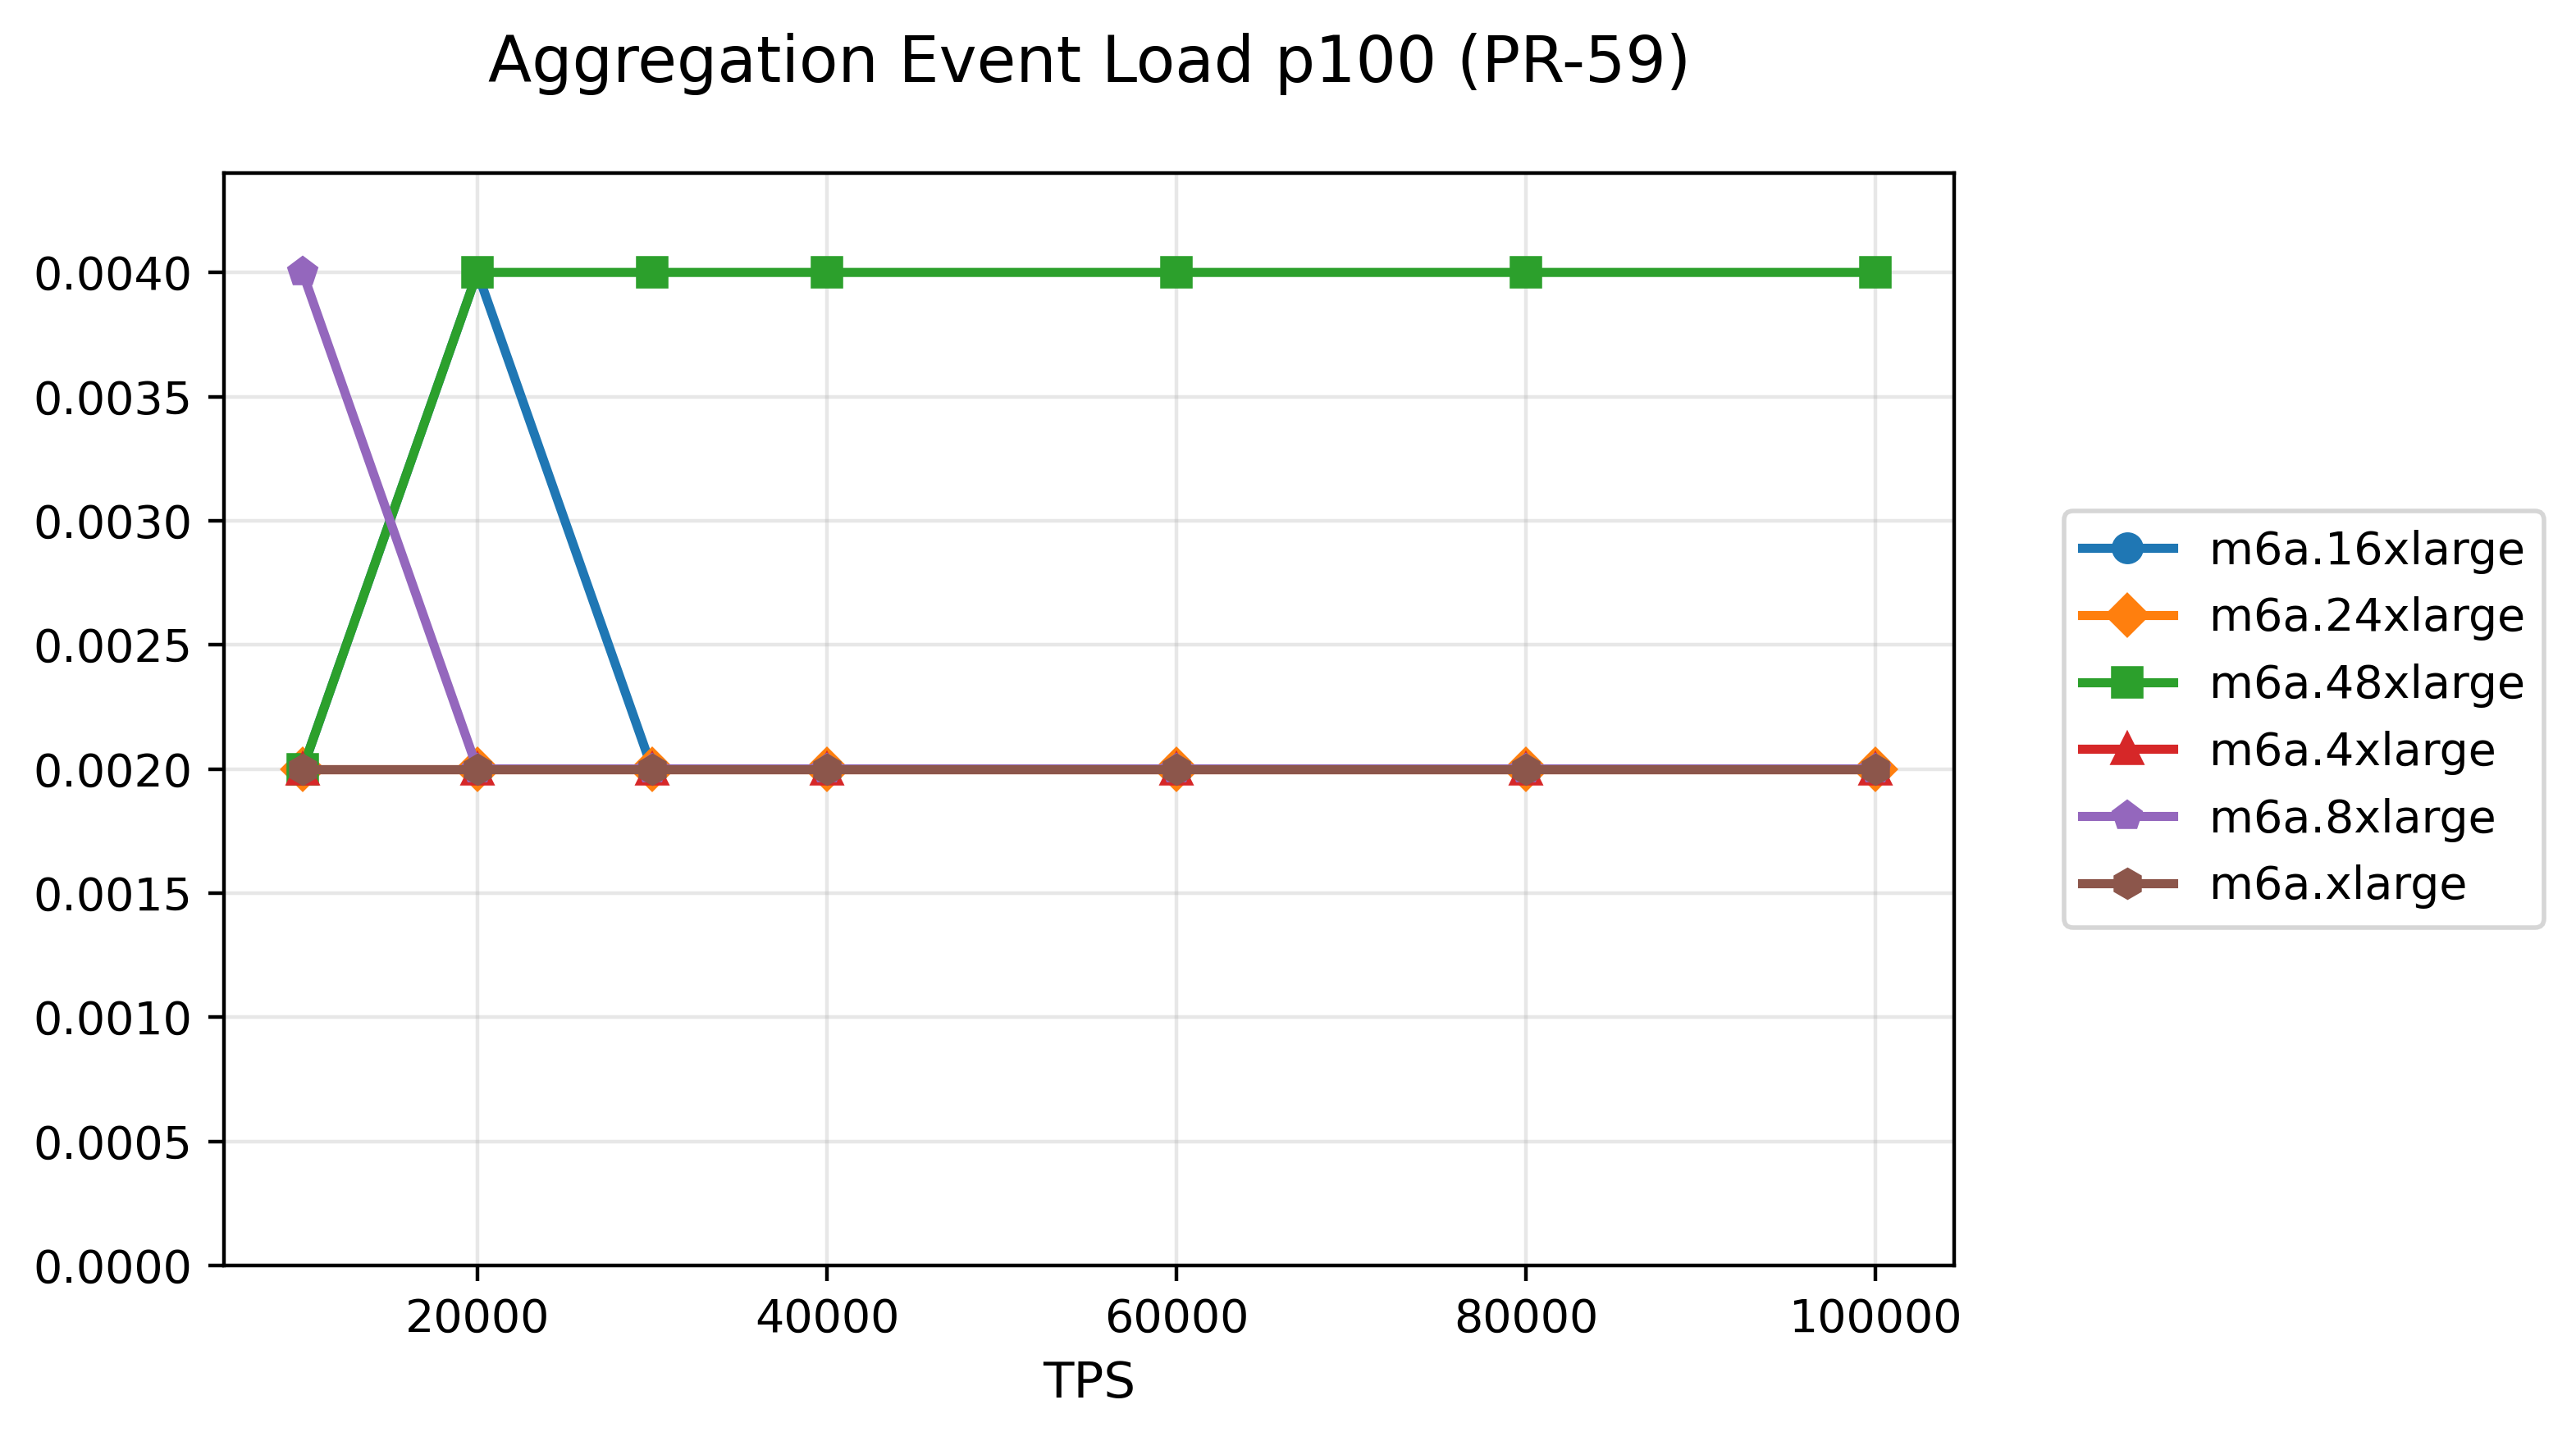 Aggregation Event Load p100 (PR-59)
0.0040
0.0035
0.0030
0.0025
0.0020
0.0015
0.0010
0.0005
0.0000
20000 40000 60000 80000 100000
TPS
m6a.16xlarge
m6a.24xlarge
m6a.48xlarge
m6a.4xlarge
m6a.8xlarge
m6a.xlarge